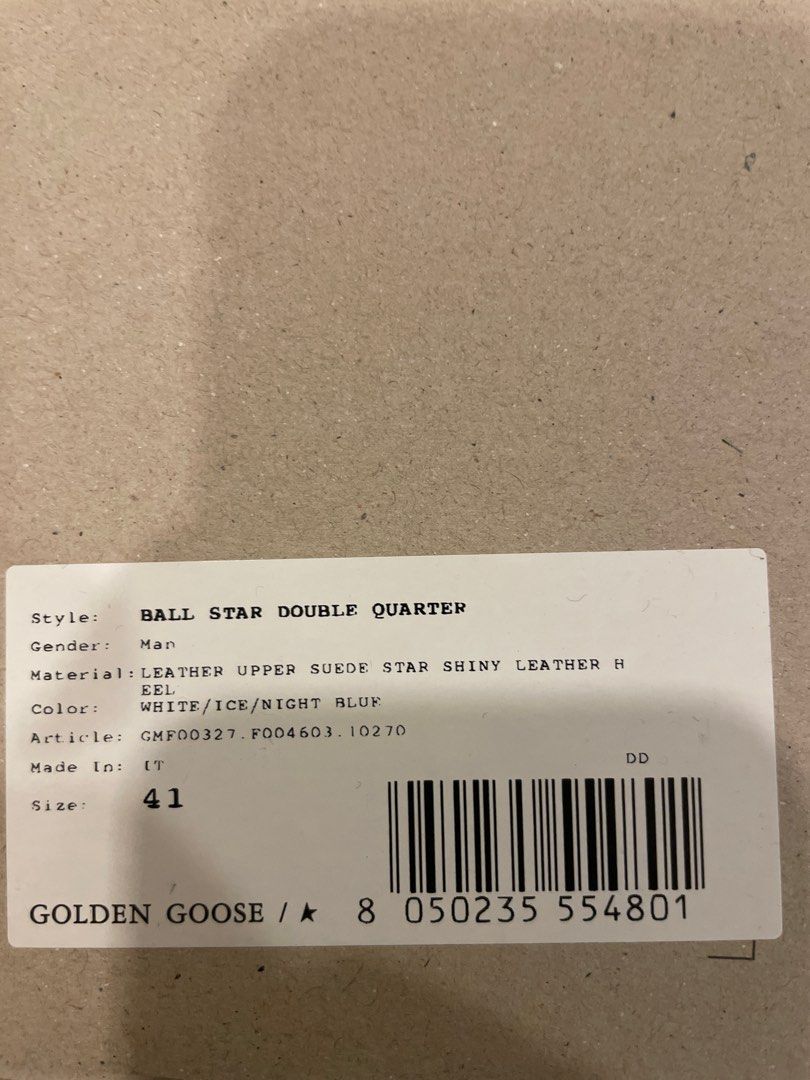 Style: BALL STAR DOUBLE QUARTER
Gender: Man
Material: LEATHER UPPER SUEDE STAR SHINY LEATHER H
EEL
Color: WHITE/ICE/NIGHT BLUE
Article: GMF00327.F004603.10270
Made In: IT
DD
Size: 41
GOLDEN GOOSE / ★ 8 050235 554801